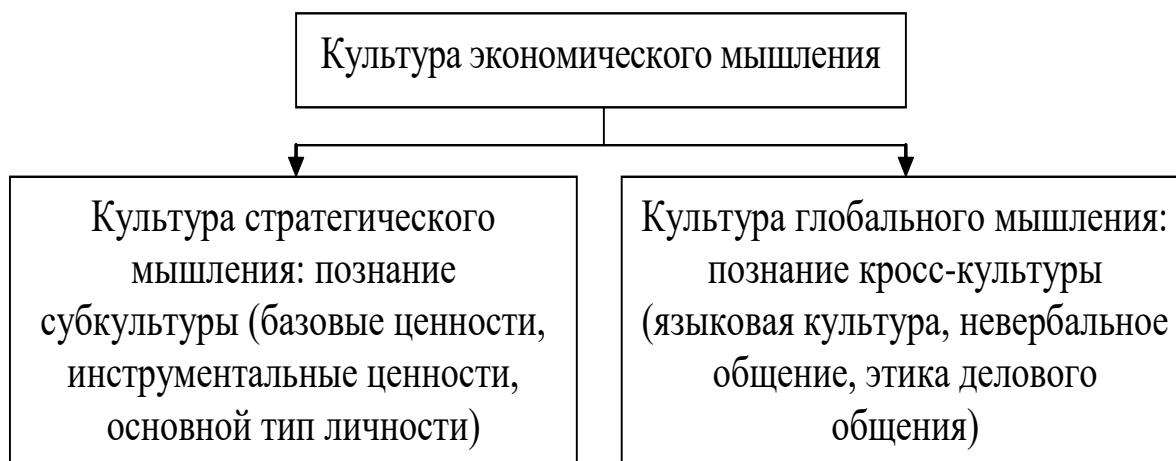 Культура экономического мышления
Культура стратегического
мышления: познание
субкультуры (базовые ценности,
инструментальные ценности,
основной тип личности)
Культура глобального мышления:
познание кросс-культуры
(языковая культура, невербальное
общение, этика делового
общения)